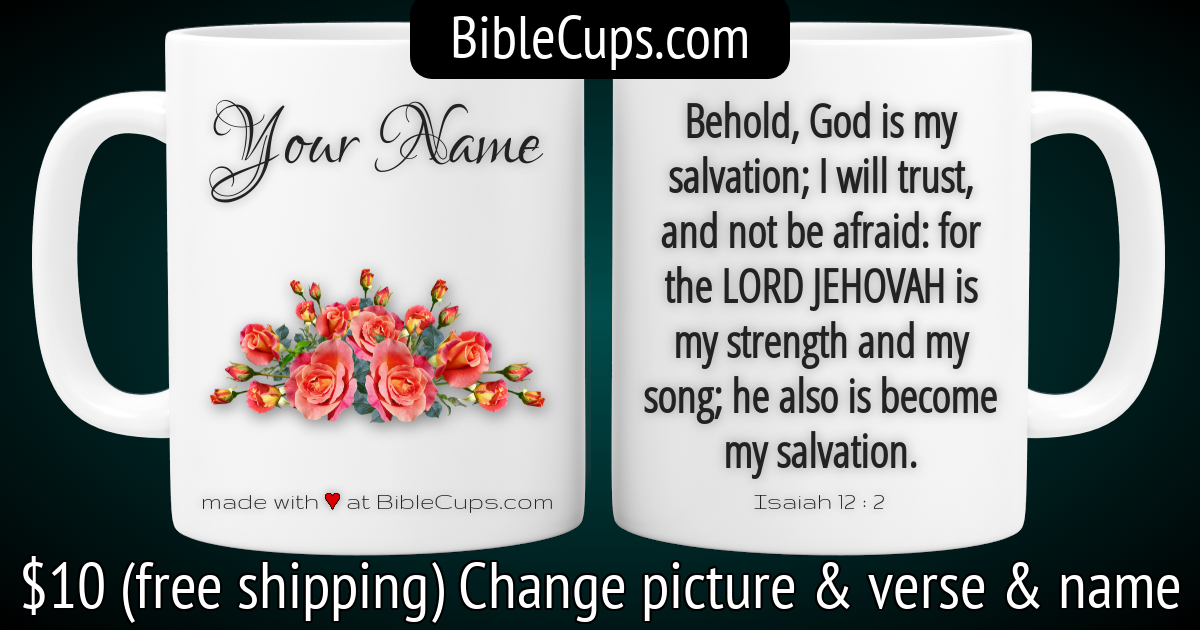 BibleCups.com
Your Name
made with ♥ at BibleCups.com
Behold, God is my
salvation; I will trust,
and not be afraid: for
the LORD JEHOVAH is
my strength and my
song; he also is become
my salvation.
Isaiah 12 : 2
$10 (free shipping) Change picture & verse & name